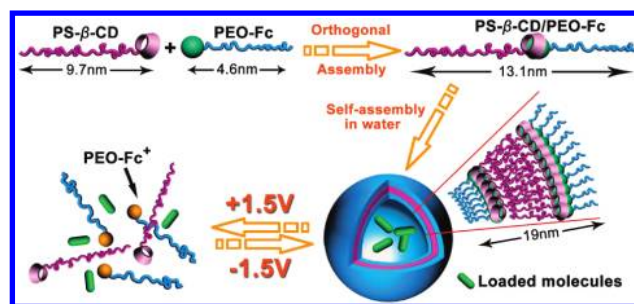 PS-β-CD
+
PEO-Fc
Orthogonal
Assembly
PS-β-CD/PEO-Fc
9.7nm
4.6nm
13.1nm
Self-assembly
in water
PEO-Fc⁺
+1.5V
-1.5V
19nm
Loaded molecules